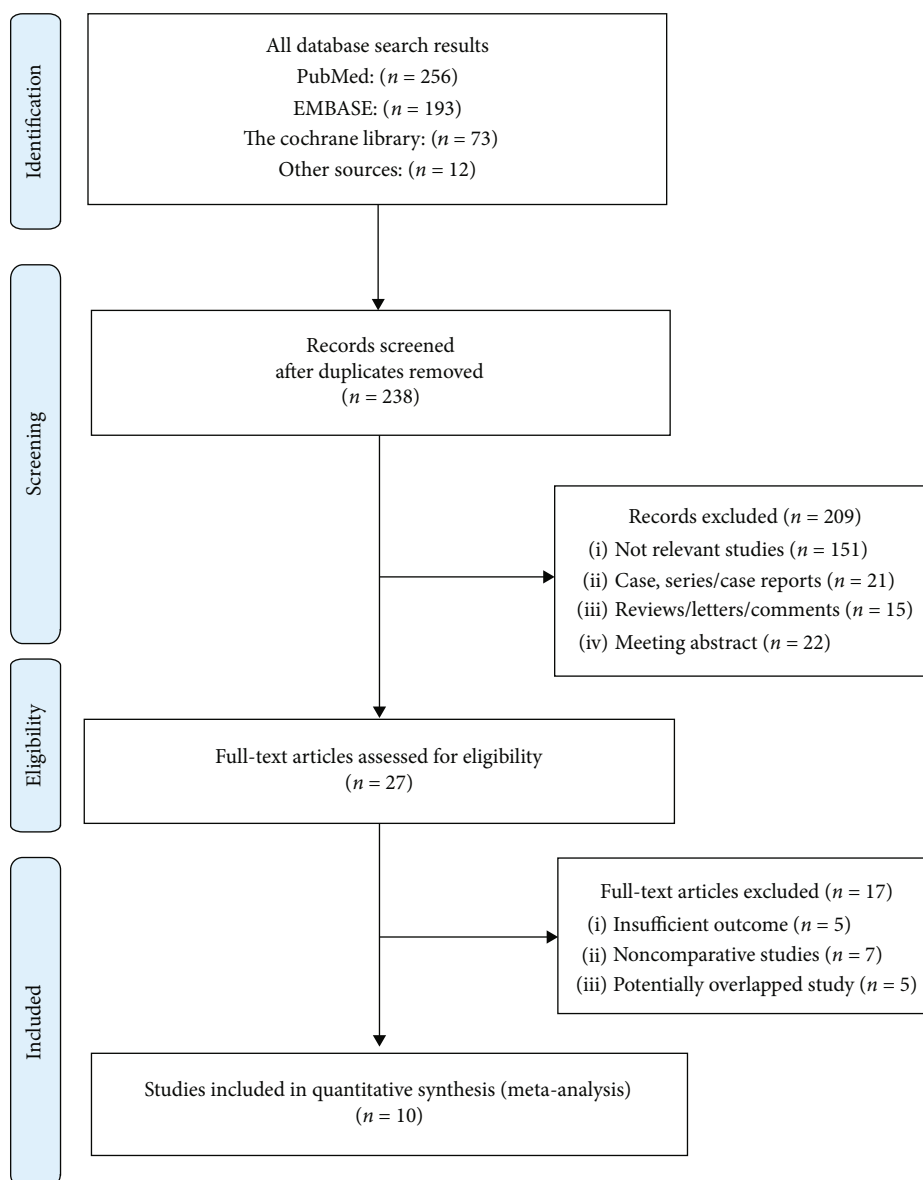 Identification
All database search results
PubMed: (n = 256)
EMBASE: (n = 193)
The cochrane library: (n = 73)
Other sources: (n = 12)
Screening
Records screened
after duplicates removed
(n = 238)
Records excluded (n = 209)
(i) Not relevant studies (n = 151)
(ii) Case, series/case reports (n = 21)
(iii) Reviews/letters/comments (n = 15)
(iv) Meeting abstract (n = 22)
Eligibility
Full-text articles assessed for eligibility
(n = 27)
Included
Full-text articles excluded (n = 17)
(i) Insufficient outcome (n = 5)
(ii) Noncomparative studies (n = 7)
(iii) Potentially overlapped study (n = 5)
Studies included in quantitative synthesis (meta-analysis)
(n = 10)